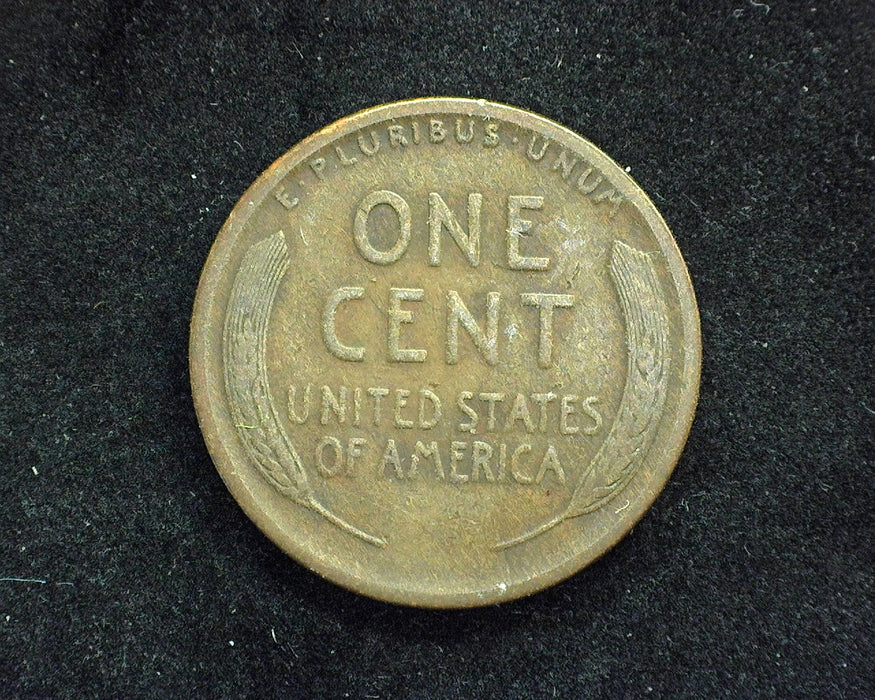 E · PLURIBUS · UNUM
ONE
CENT
UNITED STATES
OF AMERICA